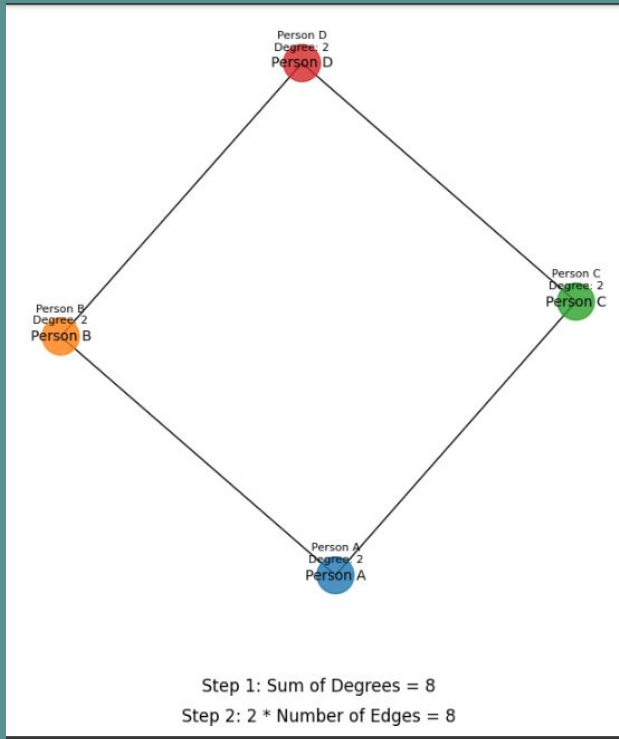 Person D
Degree: 2
Person D
Person C
Degree: 2
Person C
Person B
Degree: 2
Person B
Person A
Degree: 2
Person A
Step 1: Sum of Degrees = 8
Step 2: 2 * Number of Edges = 8